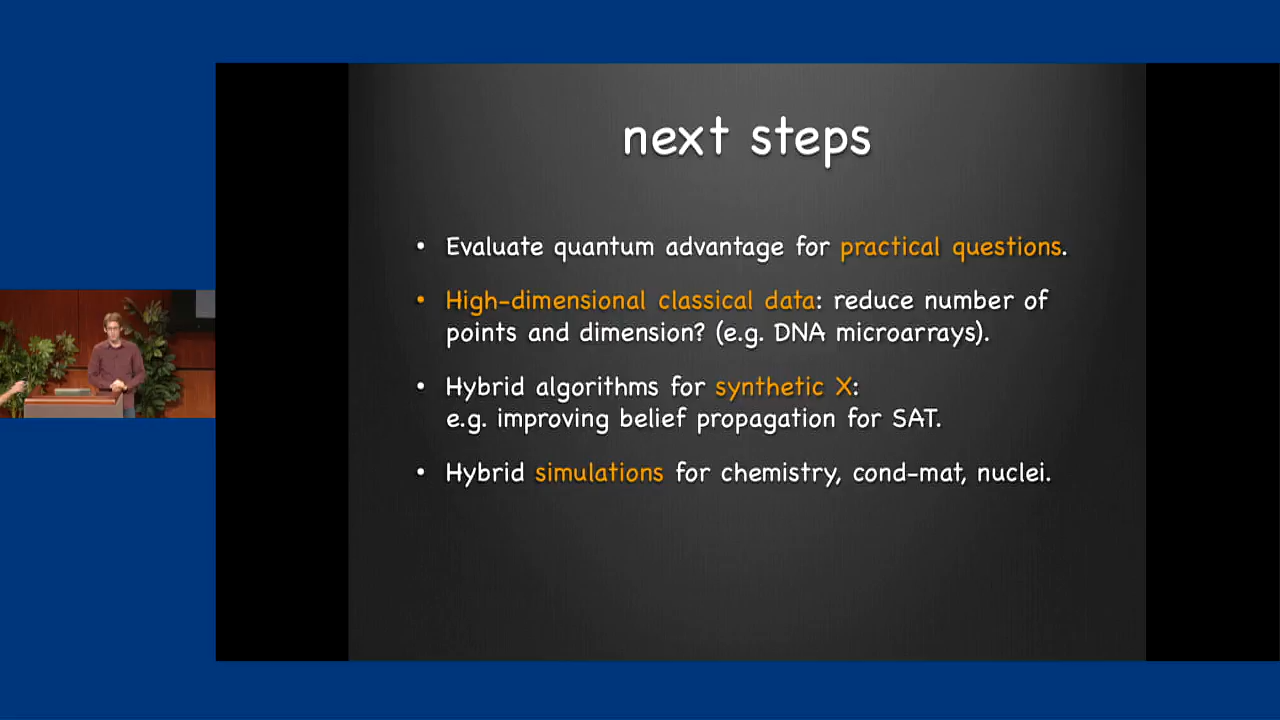 next steps
• Evaluate quantum advantage for practical questions.
• High-dimensional classical data: reduce number of
points and dimension? (e.g. DNA microarrays).
• Hybrid algorithms for synthetic X:
e.g. improving belief propagation for SAT.
• Hybrid simulations for chemistry, cond-mat, nuclei.